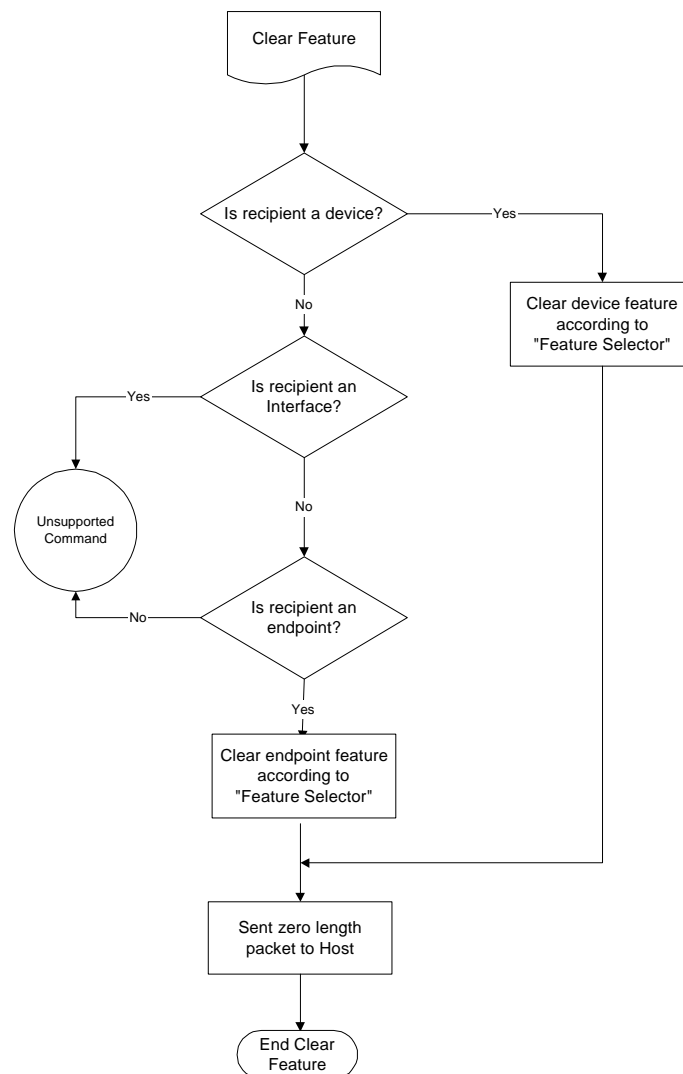 Clear Feature
Is recipient a device?
Yes
No
Clear device feature
according to
"Feature Selector"
Is recipient an
Interface?
Yes
No
Unsupported
Command
Is recipient an
endpoint?
No
Yes
Clear endpoint feature
according to
"Feature Selector"
Sent zero length
packet to Host
End Clear
Feature